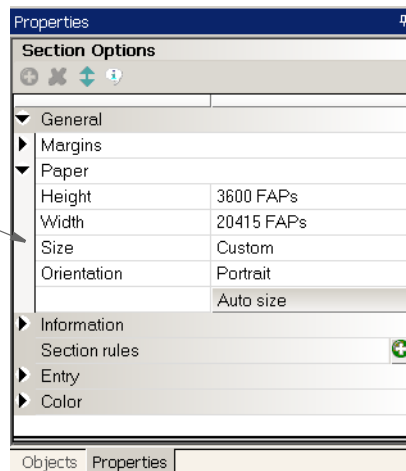 Properties
Section Options
General
Margins
Paper
Height 3600 FAPs
Width 20415 FAPs
Size Custom
Orientation Portrait
Auto size
Information
Section rules
Entry
Color
Objects Properties